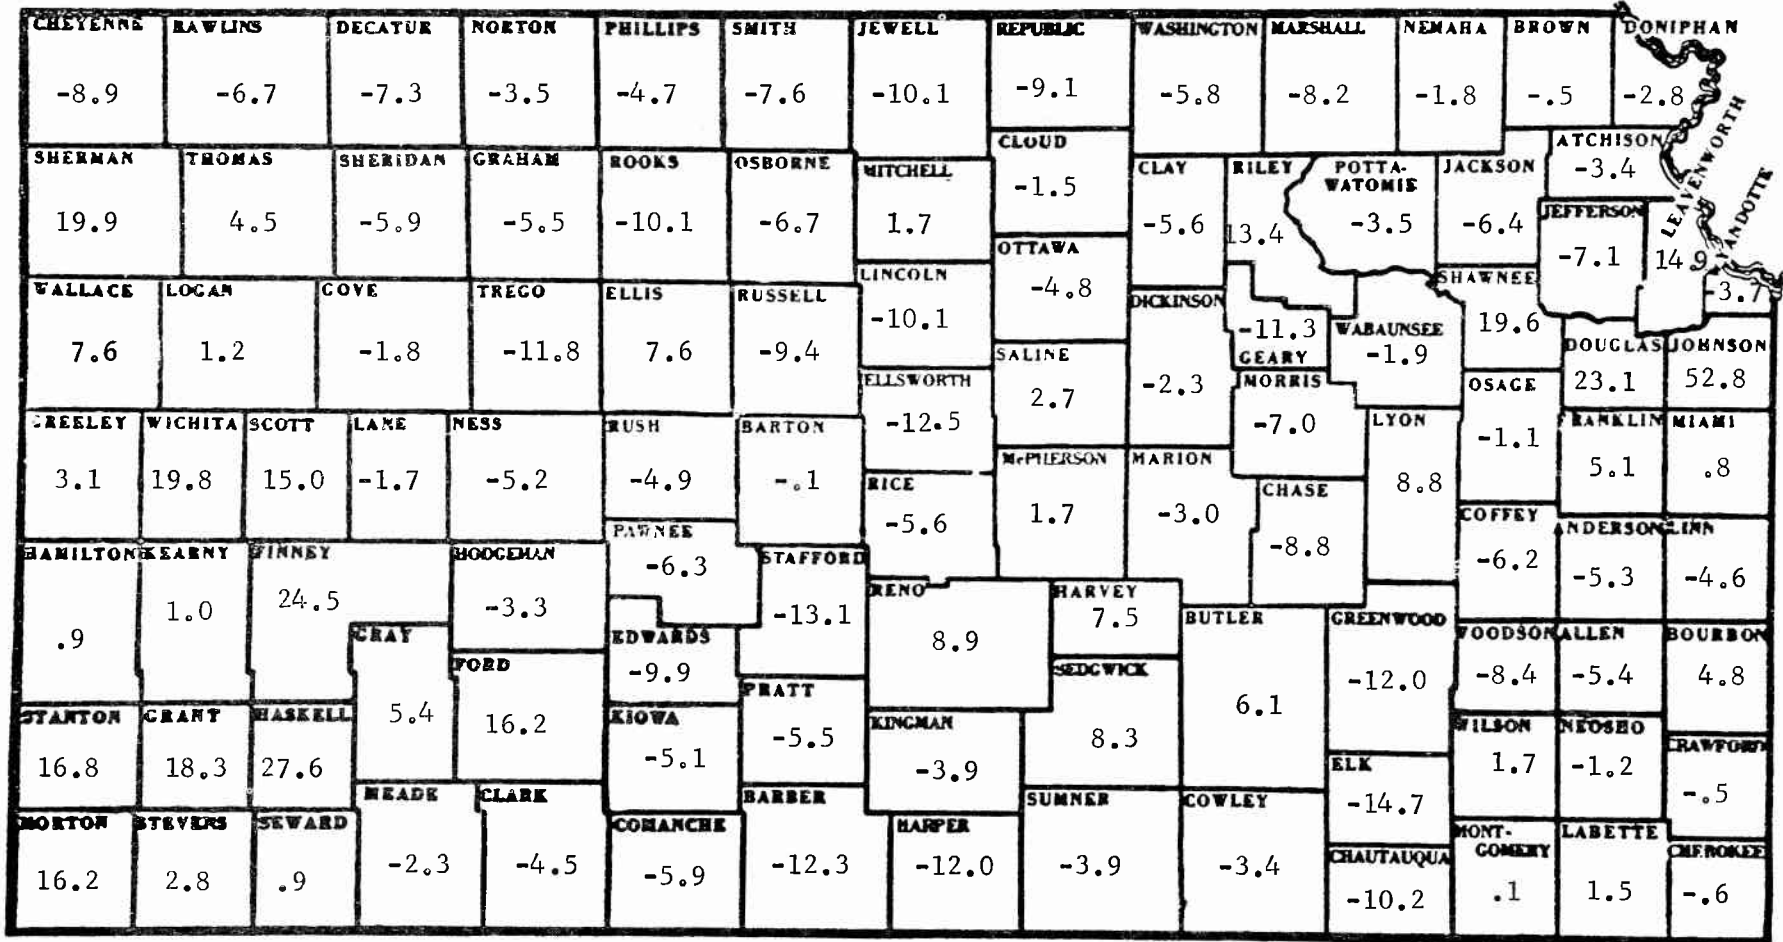 CHEYENNE RAWLINS DECATUR NORTON PHILLIPS SMITH JEWELL REPUBLIC WASHINGTON MARSHALL NEMAHA BROWN DONIPHAN
-8.9 -6.7 -7.3 -3.5 -4.7 -7.6 -10.1 -9.1 -5.8 -8.2 -1.8 -.5 -2.8
LEAVENWORTH
CLOUD ATCHISON
-1.5 -3.4
SHERMAN THOMAS SHERIDAN GRAHAM ROOKS OSBORNE MITCHELL CLAY RILEY POTTA- JACKSON
WATOMIE
WYANDOTTE
JEFFERSON
19.9 4.5 -5.9 -5.5 -10.1 -6.7 1.7 -5.6 13.4 -3.5 -6.4 -7.1 14.9
OTTAWA
-4.8
LINCOLN SHAWNEE
-10.1 19.6 -3.7
WALLACE LOGAN GOVE TREGO ELLIS RUSSELL DICKINSON
7.6 1.2 -1.8 -11.8 7.6 -9.4 -2.3
-11.3 WABAUNSEE
GEARY -1.9
DOUGLAS JOHNSON
23.1 52.8
SALINE
2.7
ELLSWORTH MORRIS OSAGE
-12.5 -7.0 -1.1
GREELEY WICHITA SCOTT LANE NESS RUSH BARTON LYON FRANKLIN MIAMI
3.1 19.8 15.0 -1.7 -5.2 -4.9 -.1 8.8 5.1 .8
McPHERSON MARION
1.7 -3.0
RICE CHASE
-5.6 -8.8
COFFEY ANDERSON LINN
-6.2 -5.3 -4.6
PAWNEE
-6.3
HAMILTON KEARNY FINNEY HODGEMAN STAFFORD
.9 1.0 24.5 -3.3 -13.1
RENO HARVEY
8.9 7.5
BUTLER GREENWOOD
6.1 -12.0
GRAY EDWARDS WOODSON ALLEN BOURBON
5.4 -9.9 -8.4 -5.4 4.8
FORD SEDGWICK
16.2 8.3
PRATT
-5.5
STANTON GRANT HASKELL KIOWA KINGMAN WILSON NEOSHO
16.8 18.3 27.6 -5.1 -3.9 1.7 -1.2
CRAWFORD
-.5
ELK
-14.7
MEADE CLARK BARBER SUMNER COWLEY
-2.3 -4.5 -12.3 -3.9 -3.4
MORTON STEVENS SEWARD COMANCHE HARPER MONT- LABETTE
GOMERY
16.2 2.8 .9 -5.9 -12.0 .1 1.5
CHAUTAUQUA CHEROKEE
-10.2 -.6